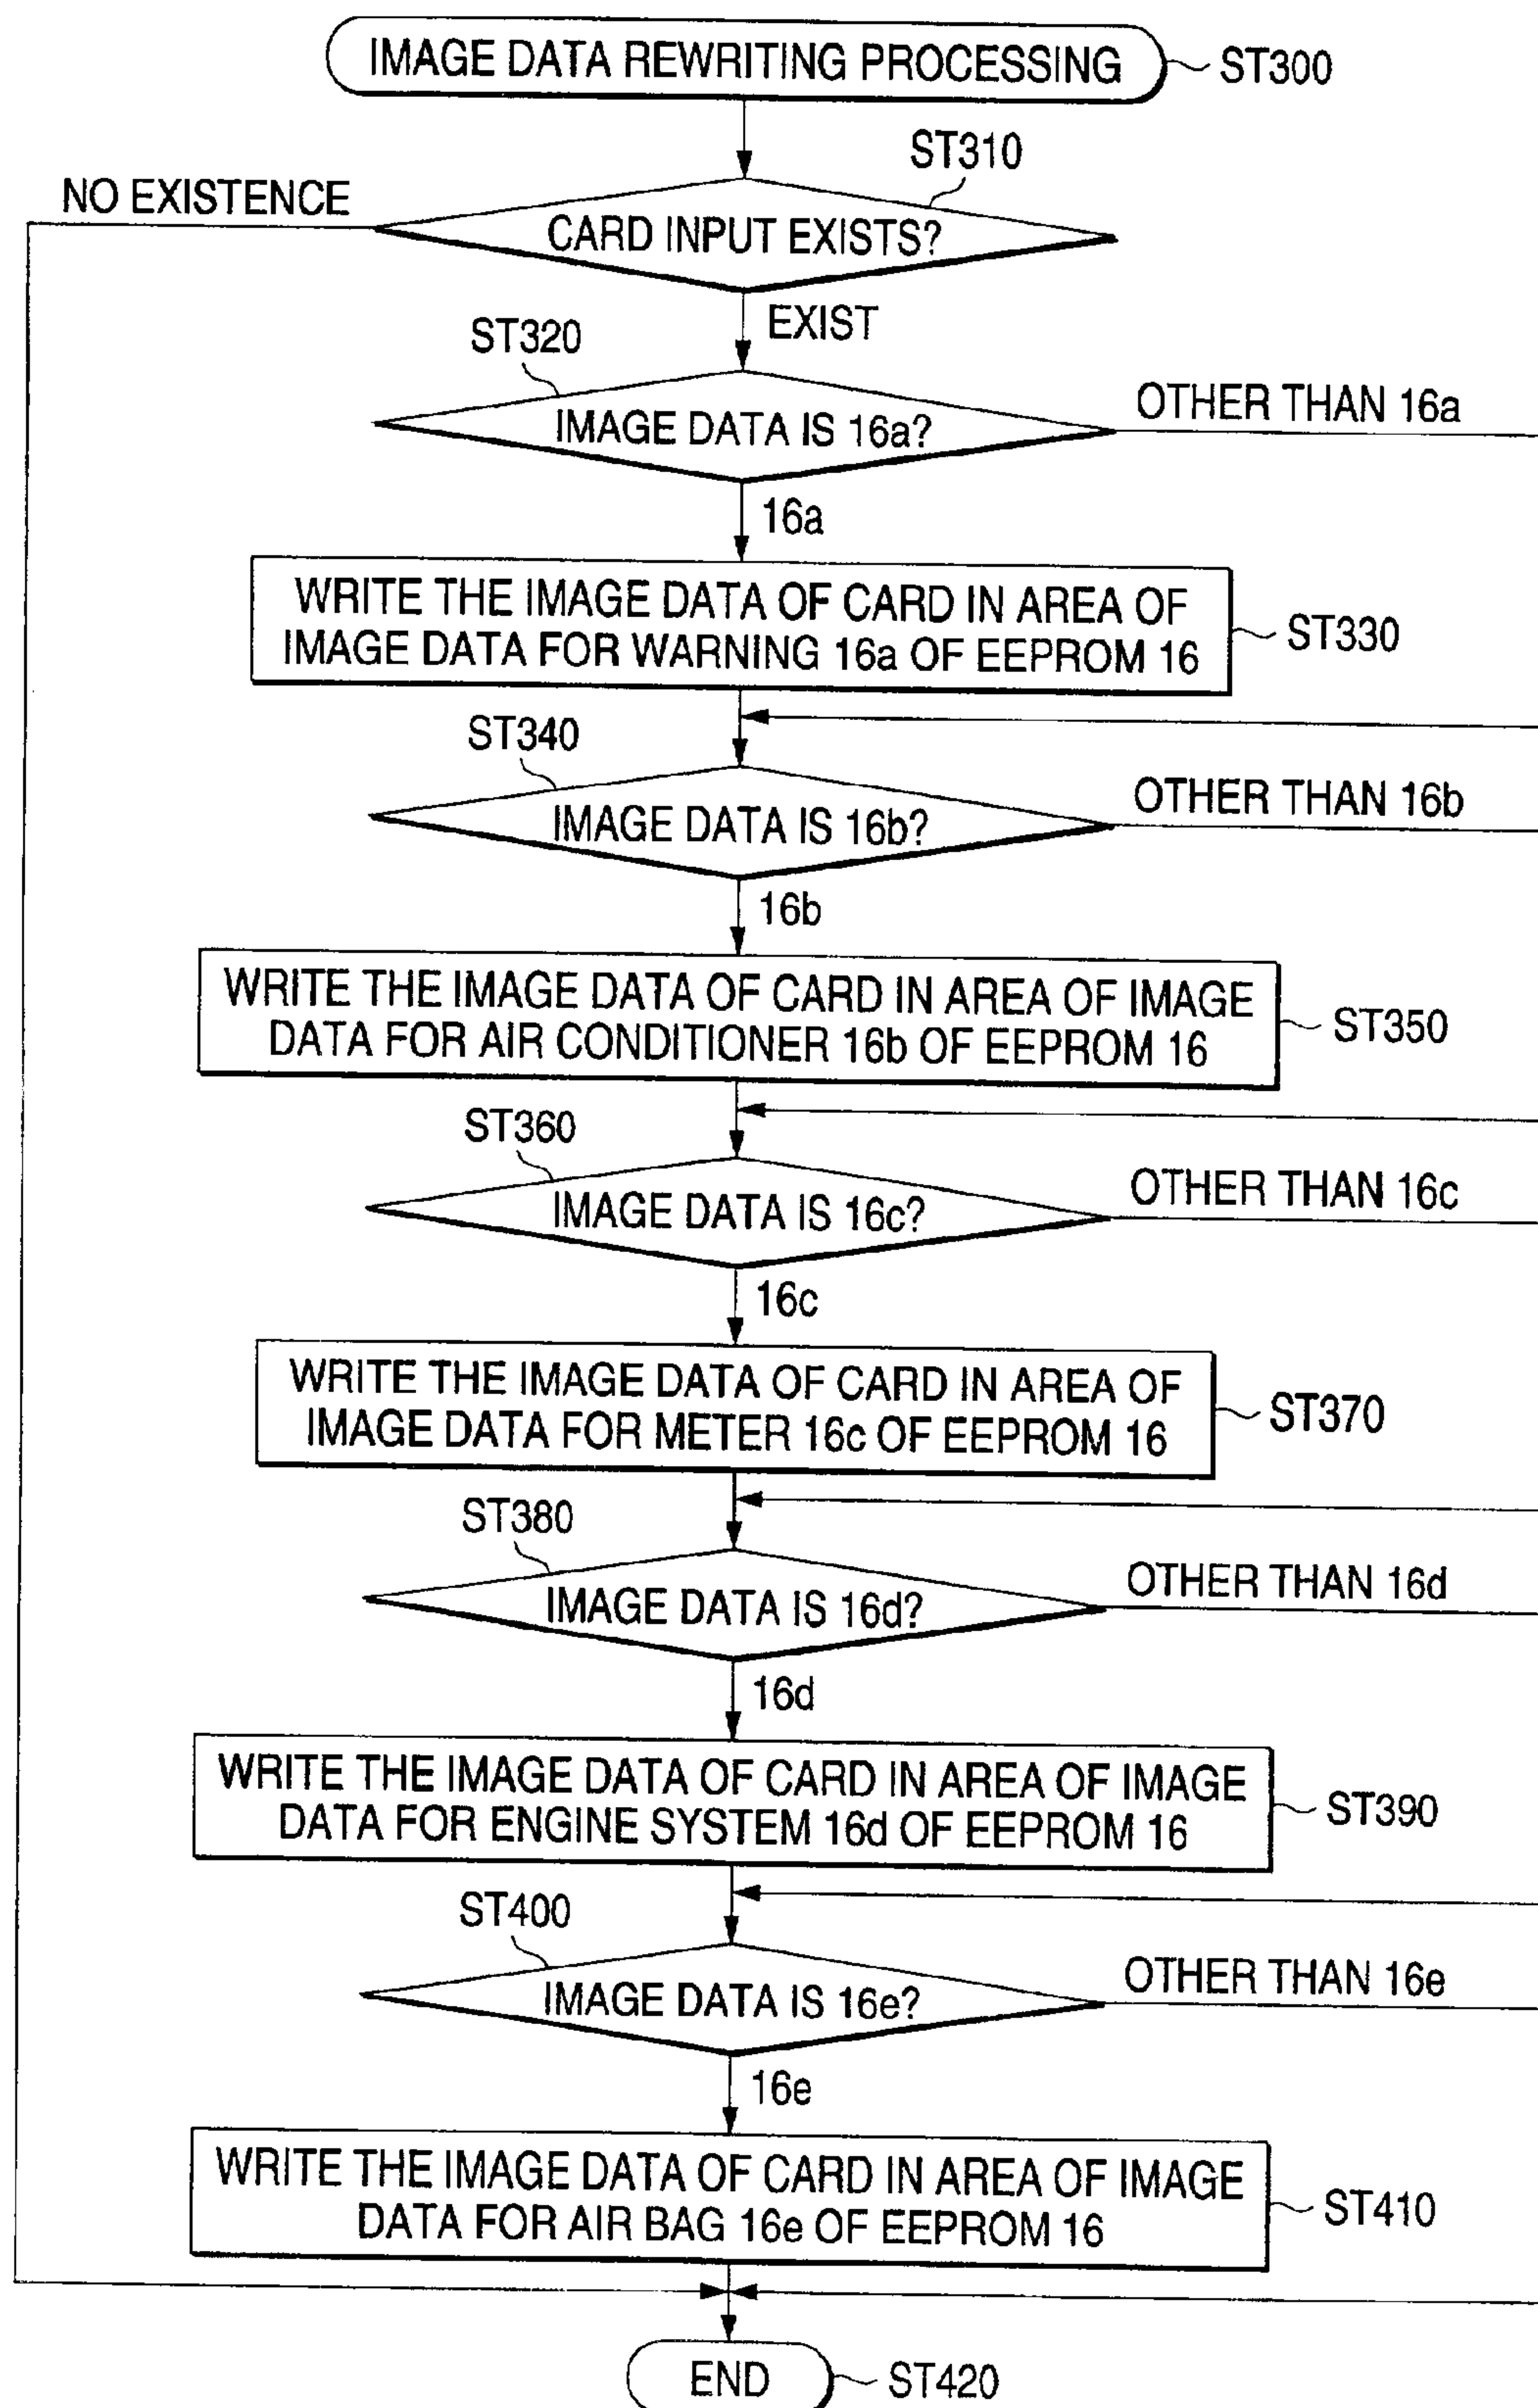 IMAGE DATA REWRITING PROCESSING
ST300
ST310
NO EXISTENCE
CARD INPUT EXISTS?
EXIST
ST320
OTHER THAN 16a
IMAGE DATA IS 16a?
16a
WRITE THE IMAGE DATA OF CARD IN AREA OF
IMAGE DATA FOR WARNING 16a OF EEPROM 16
ST330
ST340
OTHER THAN 16b
IMAGE DATA IS 16b?
16b
WRITE THE IMAGE DATA OF CARD IN AREA OF IMAGE
DATA FOR AIR CONDITIONER 16b OF EEPROM 16
ST350
ST360
OTHER THAN 16c
IMAGE DATA IS 16c?
16c
WRITE THE IMAGE DATA OF CARD IN AREA OF
IMAGE DATA FOR METER 16c OF EEPROM 16
ST370
ST380
OTHER THAN 16d
IMAGE DATA IS 16d?
16d
WRITE THE IMAGE DATA OF CARD IN AREA OF IMAGE
DATA FOR ENGINE SYSTEM 16d OF EEPROM 16
ST390
ST400
OTHER THAN 16e
IMAGE DATA IS 16e?
16e
WRITE THE IMAGE DATA OF CARD IN AREA OF IMAGE
DATA FOR AIR BAG 16e OF EEPROM 16
ST410
END
ST420